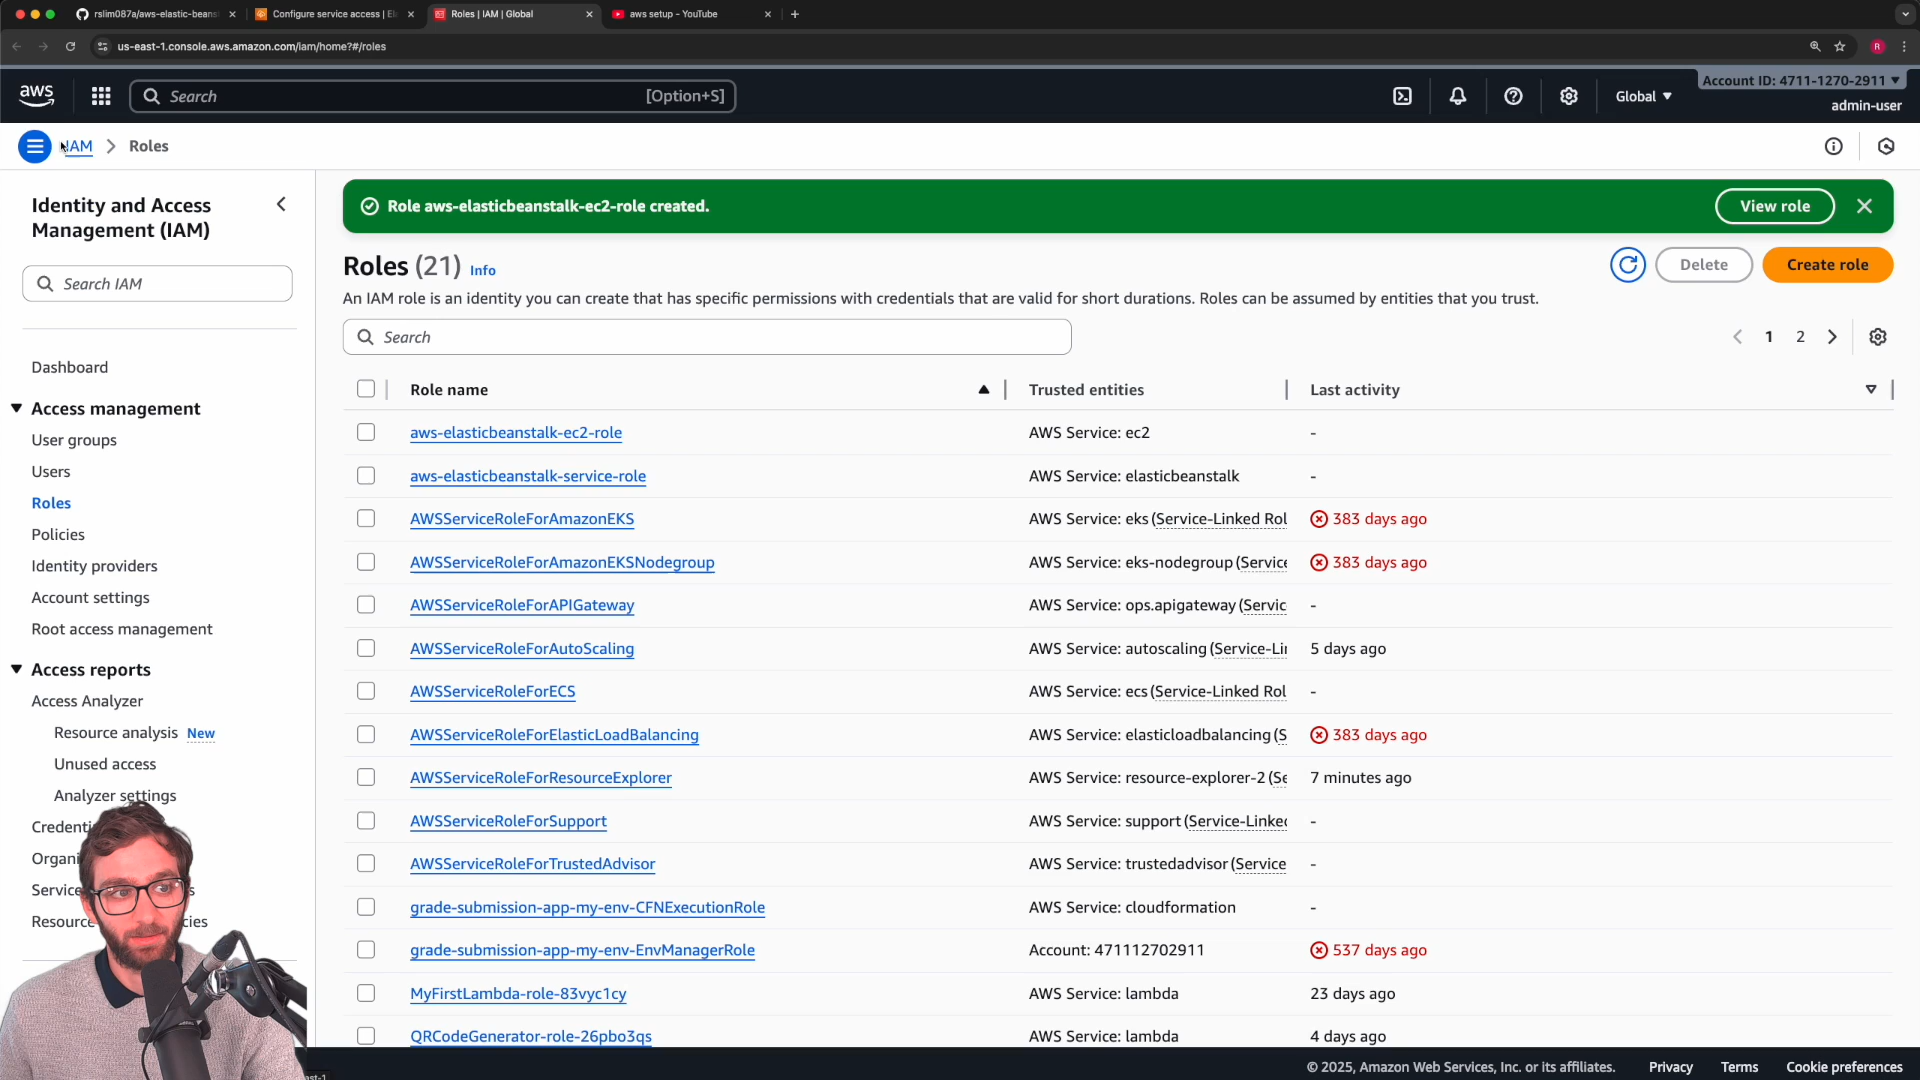 rslim087a/aws-elastic-beans
Configure service access | El
Roles | IAM | Global
aws setup - YouTube
us-east-1.console.aws.amazon.com/iam/home?#/roles
R
aws
Search
[Option+S]
Global
Account ID: 4711-1270-2911
admin-user
IAM
Roles
Identity and Access
Management (IAM)
Search IAM
Dashboard
Access management
User groups
Users
Roles
Policies
Identity providers
Account settings
Root access management
Access reports
Access Analyzer
Resource analysis New
Unused access
Analyzer settings
Credenti
Organi
Service
Resource
cies
Role aws-elasticbeanstalk-ec2-role created.
View role
Roles (21) Info
Delete
Create role
An IAM role is an identity you can create that has specific permissions with credentials that are valid for short durations. Roles can be assumed by entities that you trust.
Search
1 2
Role name Trusted entities Last activity
aws-elasticbeanstalk-ec2-role AWS Service: ec2 -
aws-elasticbeanstalk-service-role AWS Service: elasticbeanstalk -
AWSServiceRoleForAmazonEKS AWS Service: eks (Service-Linked Rol 383 days ago
AWSServiceRoleForAmazonEKSNodegroup AWS Service: eks-nodegroup (Service 383 days ago
AWSServiceRoleForAPIGateway AWS Service: ops.apigateway (Servic -
AWSServiceRoleForAutoScaling AWS Service: autoscaling (Service-Lin 5 days ago
AWSServiceRoleForECS AWS Service: ecs (Service-Linked Rol -
AWSServiceRoleForElasticLoadBalancing AWS Service: elasticloadbalancing (S 383 days ago
AWSServiceRoleForResourceExplorer AWS Service: resource-explorer-2 (Se 7 minutes ago
AWSServiceRoleForSupport AWS Service: support (Service-Linked -
AWSServiceRoleForTrustedAdvisor AWS Service: trustedadvisor (Service -
grade-submission-app-my-env-CFNExecutionRole AWS Service: cloudformation -
grade-submission-app-my-env-EnvManagerRole Account: 471112702911 537 days ago
MyFirstLambda-role-83vyc1cy AWS Service: lambda 23 days ago
QRCodeGenerator-role-26pbo3qs AWS Service: lambda 4 days ago
© 2025, Amazon Web Services, Inc. or its affiliates. Privacy Terms Cookie preferences